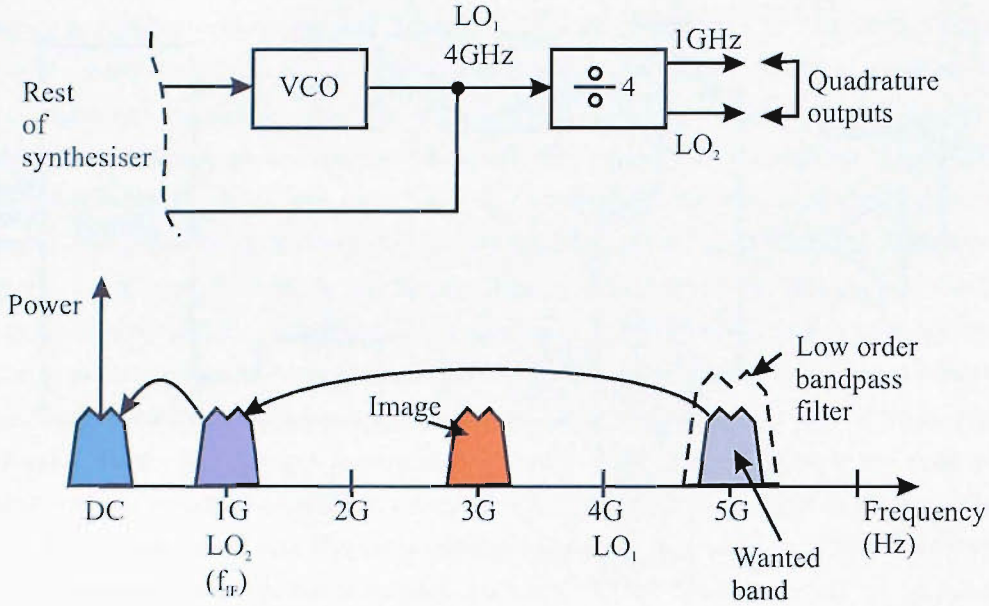 LO₁
4GHz
1GHz
Rest
of
synthesiser
VCO
÷ 4
Quadrature
outputs
LO₂
Power
Low order
bandpass
filter
Image
DC
1G
2G
3G
4G
5G
Frequency
(Hz)
LO₂
(f_IF)
LO₁
Wanted
band